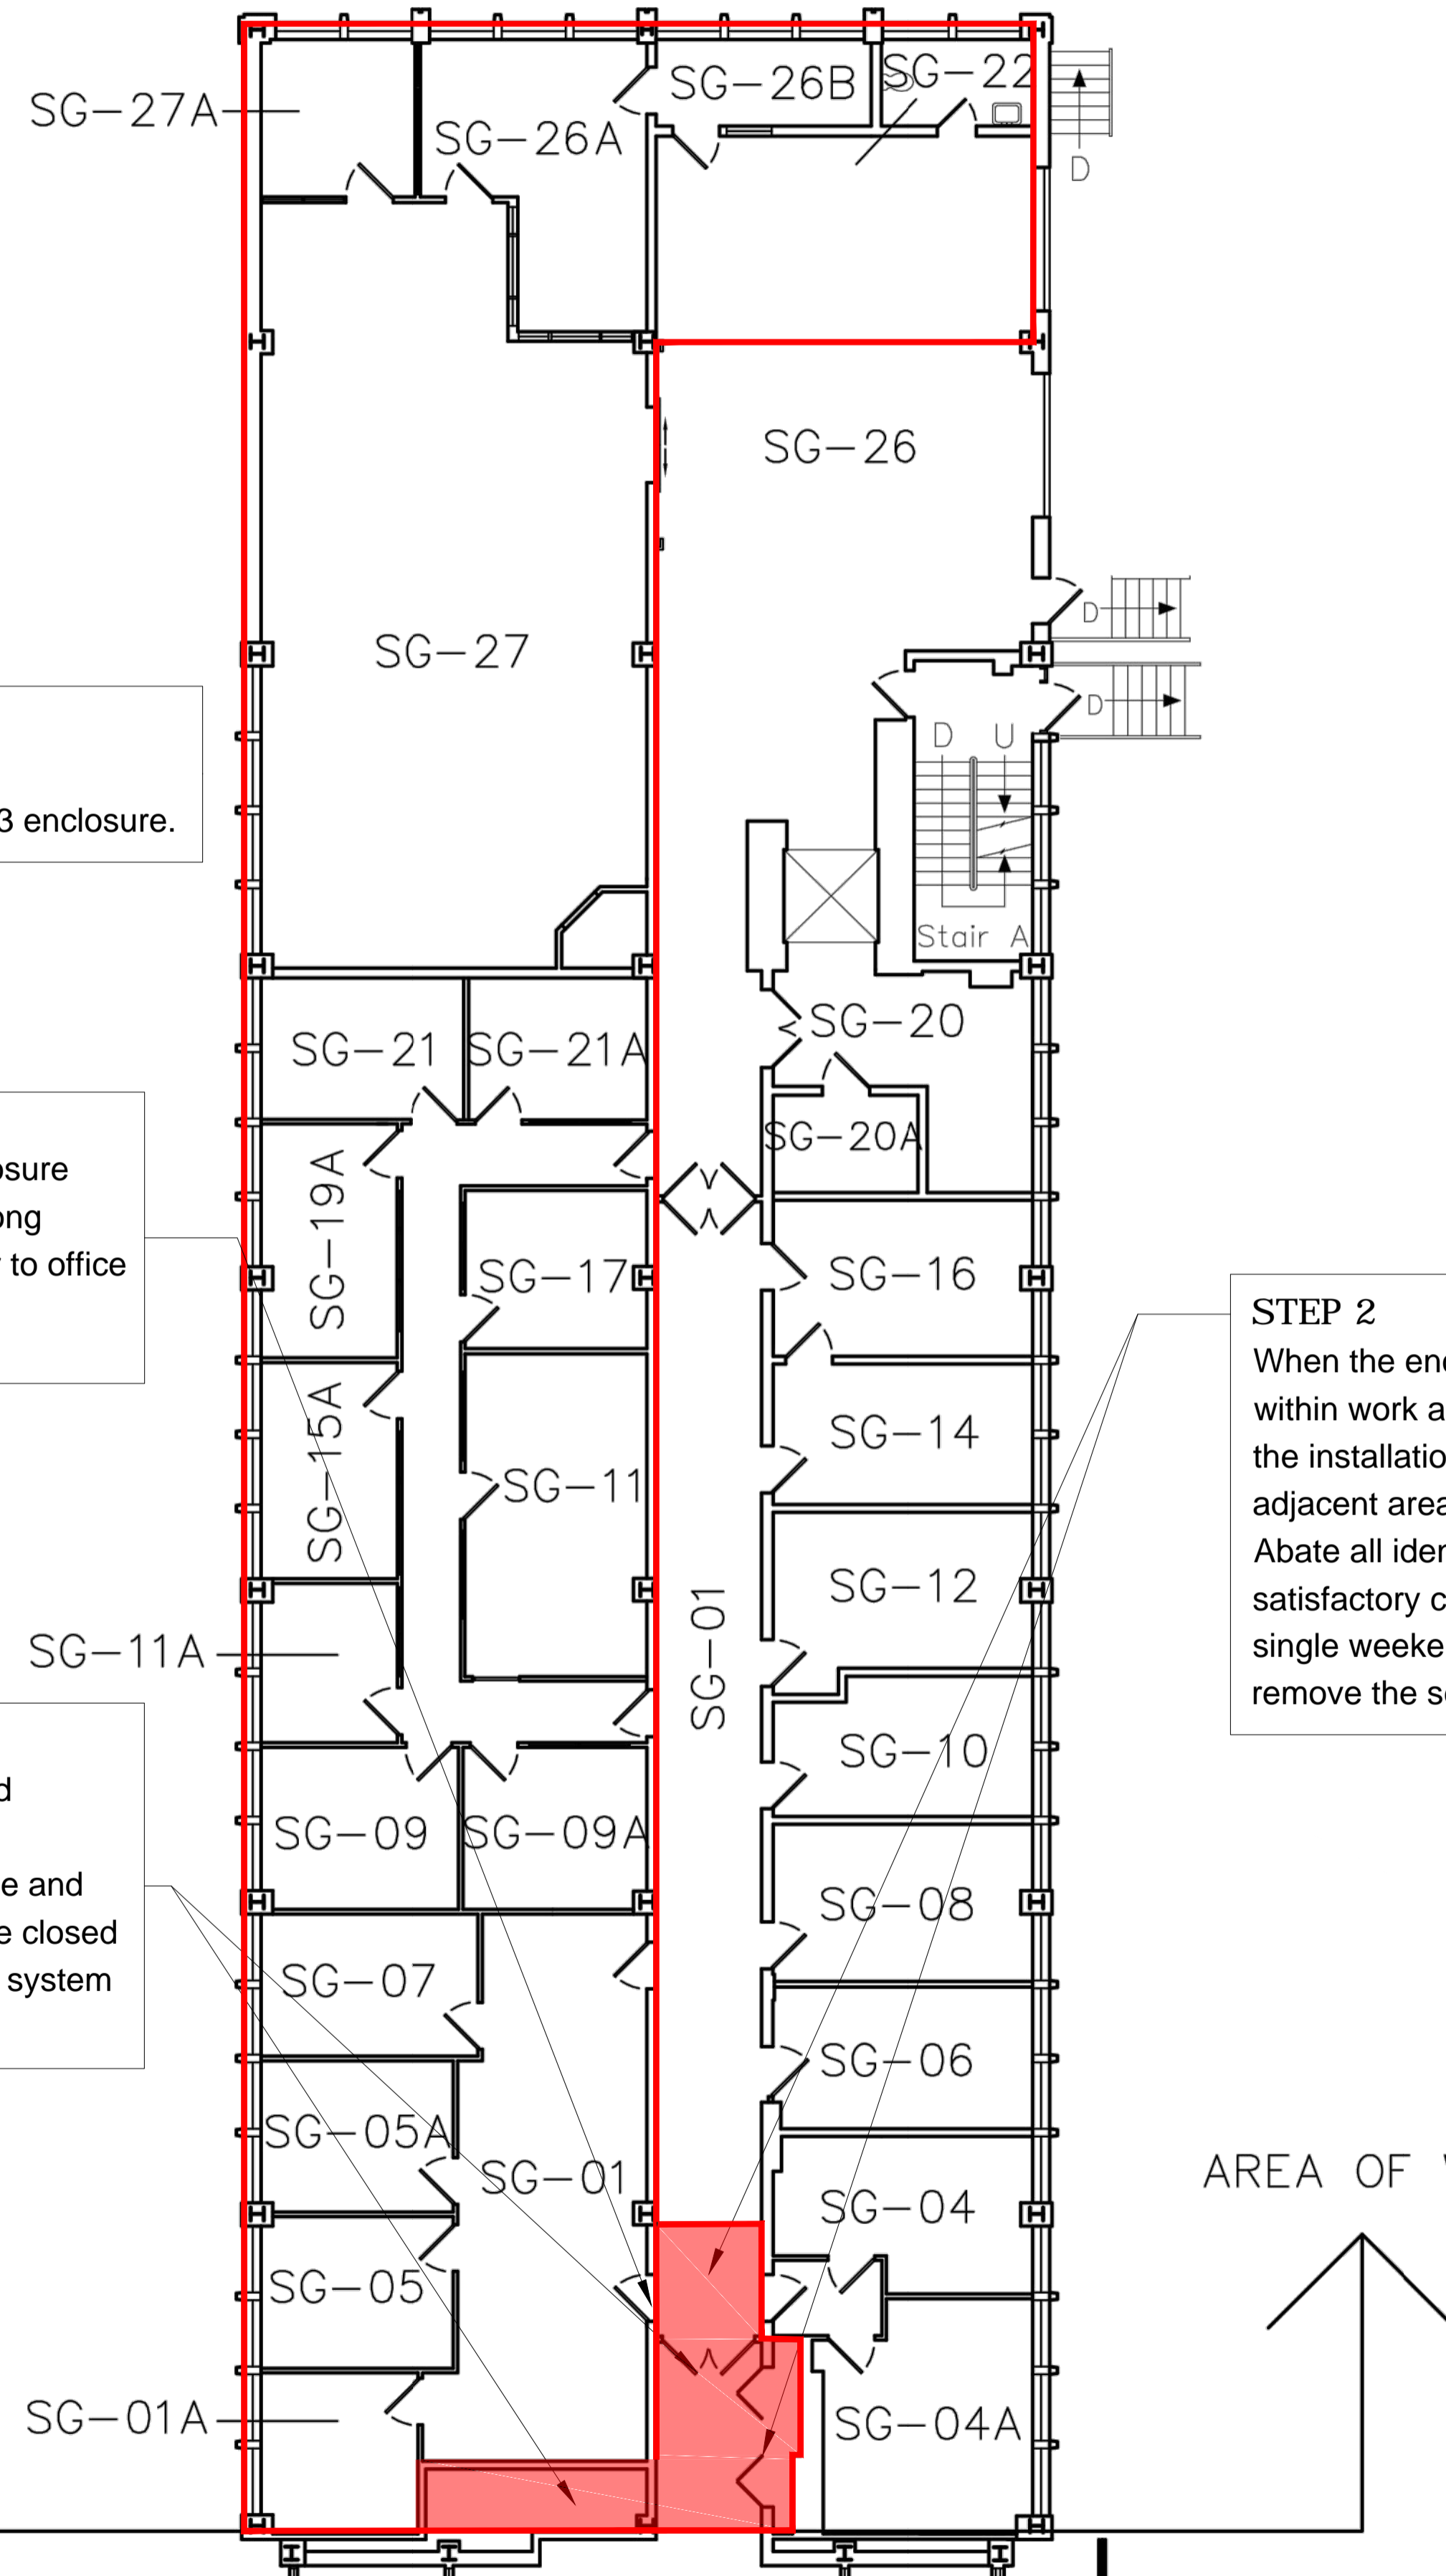 SG-27A
SG-26A
SG-26B
SG-22
D
SG-26
D
SG-27
D
D U
3 enclosure.
Stair A
SG-21
SG-21A
SG-20
SG-20A
SG-19A
osure
ong
to office
SG-17
SG-16
STEP 2
When the enc
within work a
the installatio
adjacent area
Abate all iden
satisfactory c
single weeke
remove the se
SG-15A
SG-11
SG-14
SG-12
SG-01
SG-11A
SG-10
d
e and
e closed
system
SG-09
SG-09A
SG-08
SG-07
SG-06
SG-05A
SG-01
SG-04
AREA OF
SG-05
SG-01A
SG-04A